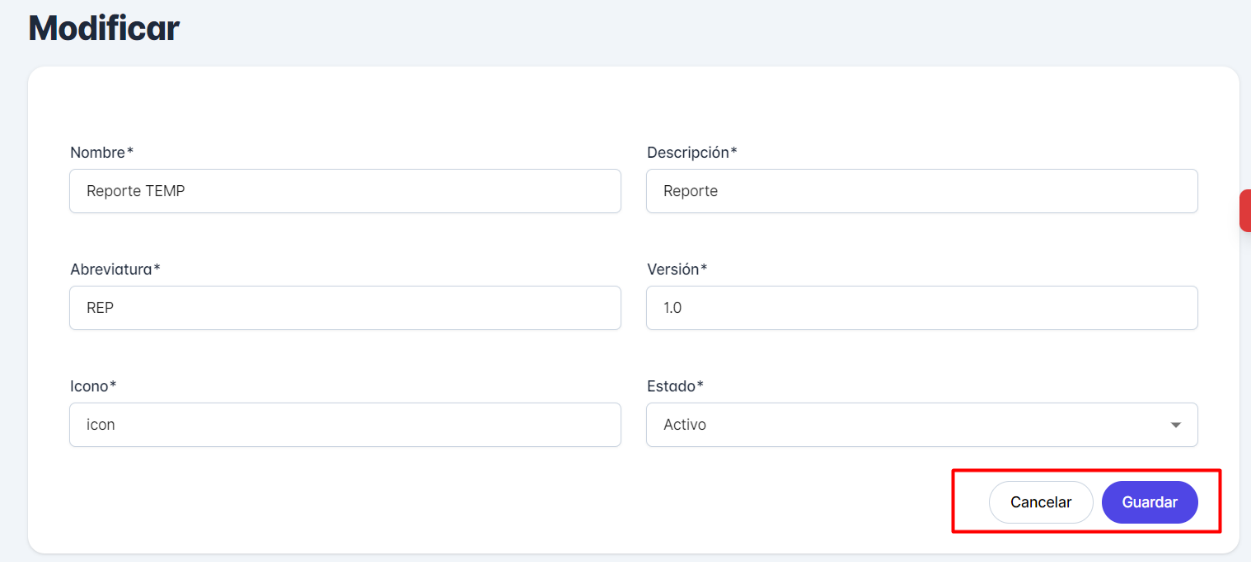 Modificar
Nombre* Descripción*
Reporte TEMP Reporte
Abreviatura* Versión*
REP 1.0
Icono* Estado*
icon Activo
Cancelar Guardar